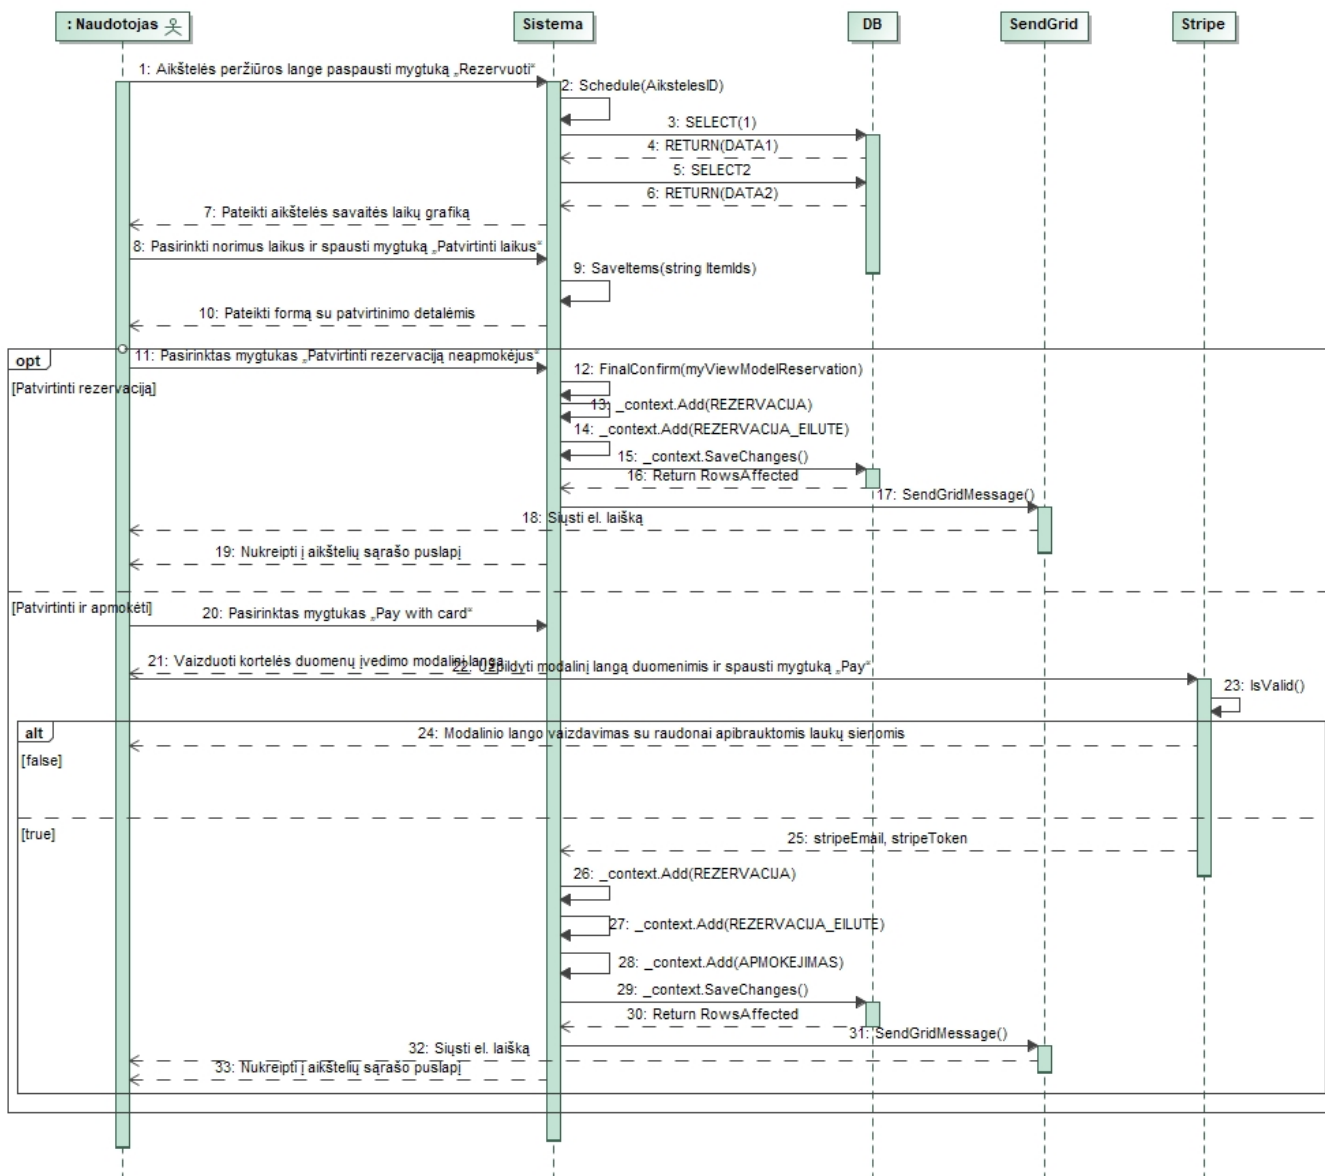 : Naudotojas
Sistema
DB
SendGrid
Stripe
1: Aikštelės peržiūros lange paspausti mygtuką „Rezervuoti“
2: Schedule(AikstelesID)
3: SELECT(1)
4: RETURN(DATA1)
5: SELECT2
6: RETURN(DATA2)
7: Pateikti aikštelės savaitės laikų grafiką
8: Pasirinkti norimus laikus ir spausti mygtuką „Patvirtinti laikus“
9: SaveItems(string ItemIds)
10: Pateikti formą su patvirtinimo detalėmis
opt
11: Pasirinktas mygtukas „Patvirtinti rezervaciją neapmokėjus“
[Patvirtinti rezervaciją]
12: FinalConfirm(myViewModelReservation)
13: _context.Add(REZERVACIJA)
14: _context.Add(REZERVACIJA_EILUTE)
15: _context.SaveChanges()
16: Return RowsAffected
17: SendGridMessage()
18: Siųsti el. laišką
19: Nukreipti į aikštelių sąrašo puslapį
[Patvirtinti ir apmokėti]
20: Pasirinktas mygtukas „Pay with card“
21: Vaizduoti kortelės duomenų įvedimo modalinį langą
22: Užpildyti modalinį langą duomenimis ir spausti mygtuką „Pay“
23: IsValid()
alt
24: Modalinio lango vaizdavimas su raudonai apibrauktomis laukų sienomis
[false]
[true]
25: stripeEmail, stripeToken
26: _context.Add(REZERVACIJA)
27: _context.Add(REZERVACIJA_EILUTE)
28: _context.Add(APMOKEJIMAS)
29: _context.SaveChanges()
30: Return RowsAffected
31: SendGridMessage()
32: Siųsti el. laišką
33: Nukreipti į aikštelių sąrašo puslapį